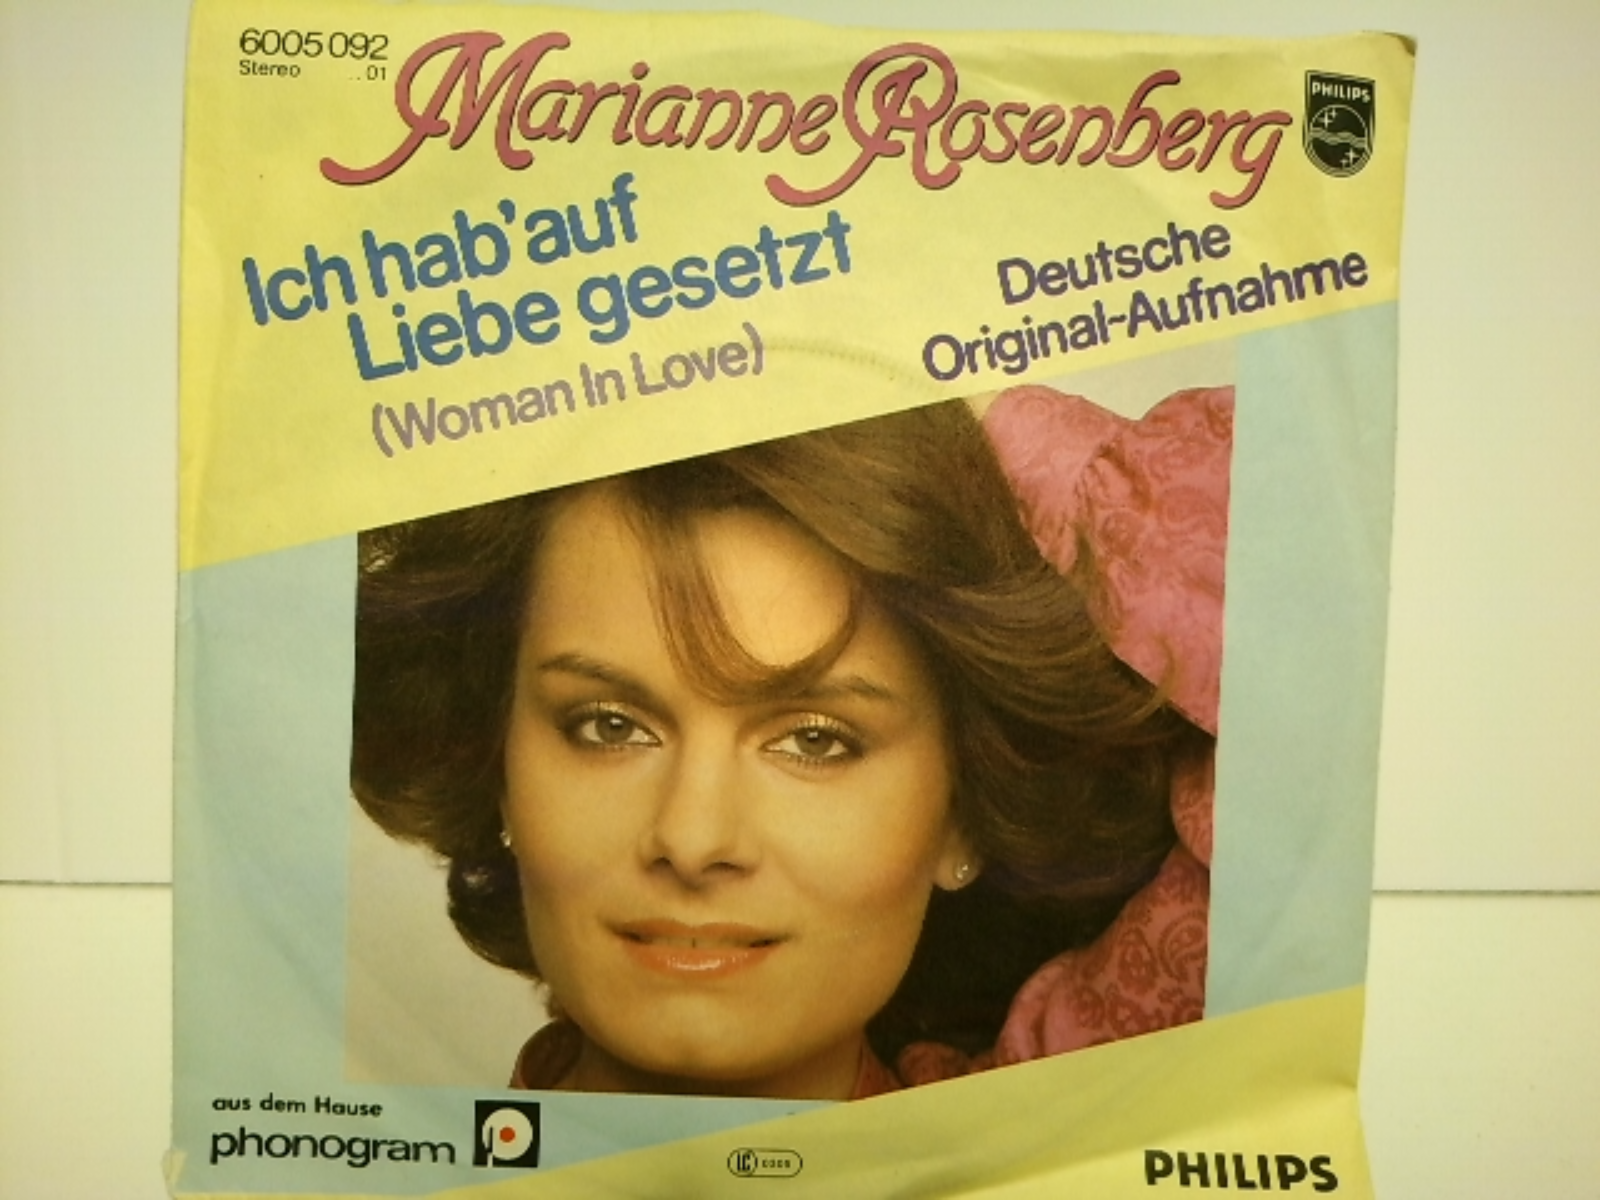 6005 092
Stereo ..01
Marianne Rosenberg
PHILIPS
Ich hab' auf
Liebe gesetzt
(Woman In Love)
Deutsche
Original-Aufnahme
aus dem Hause
phonogram
LC
PHILIPS